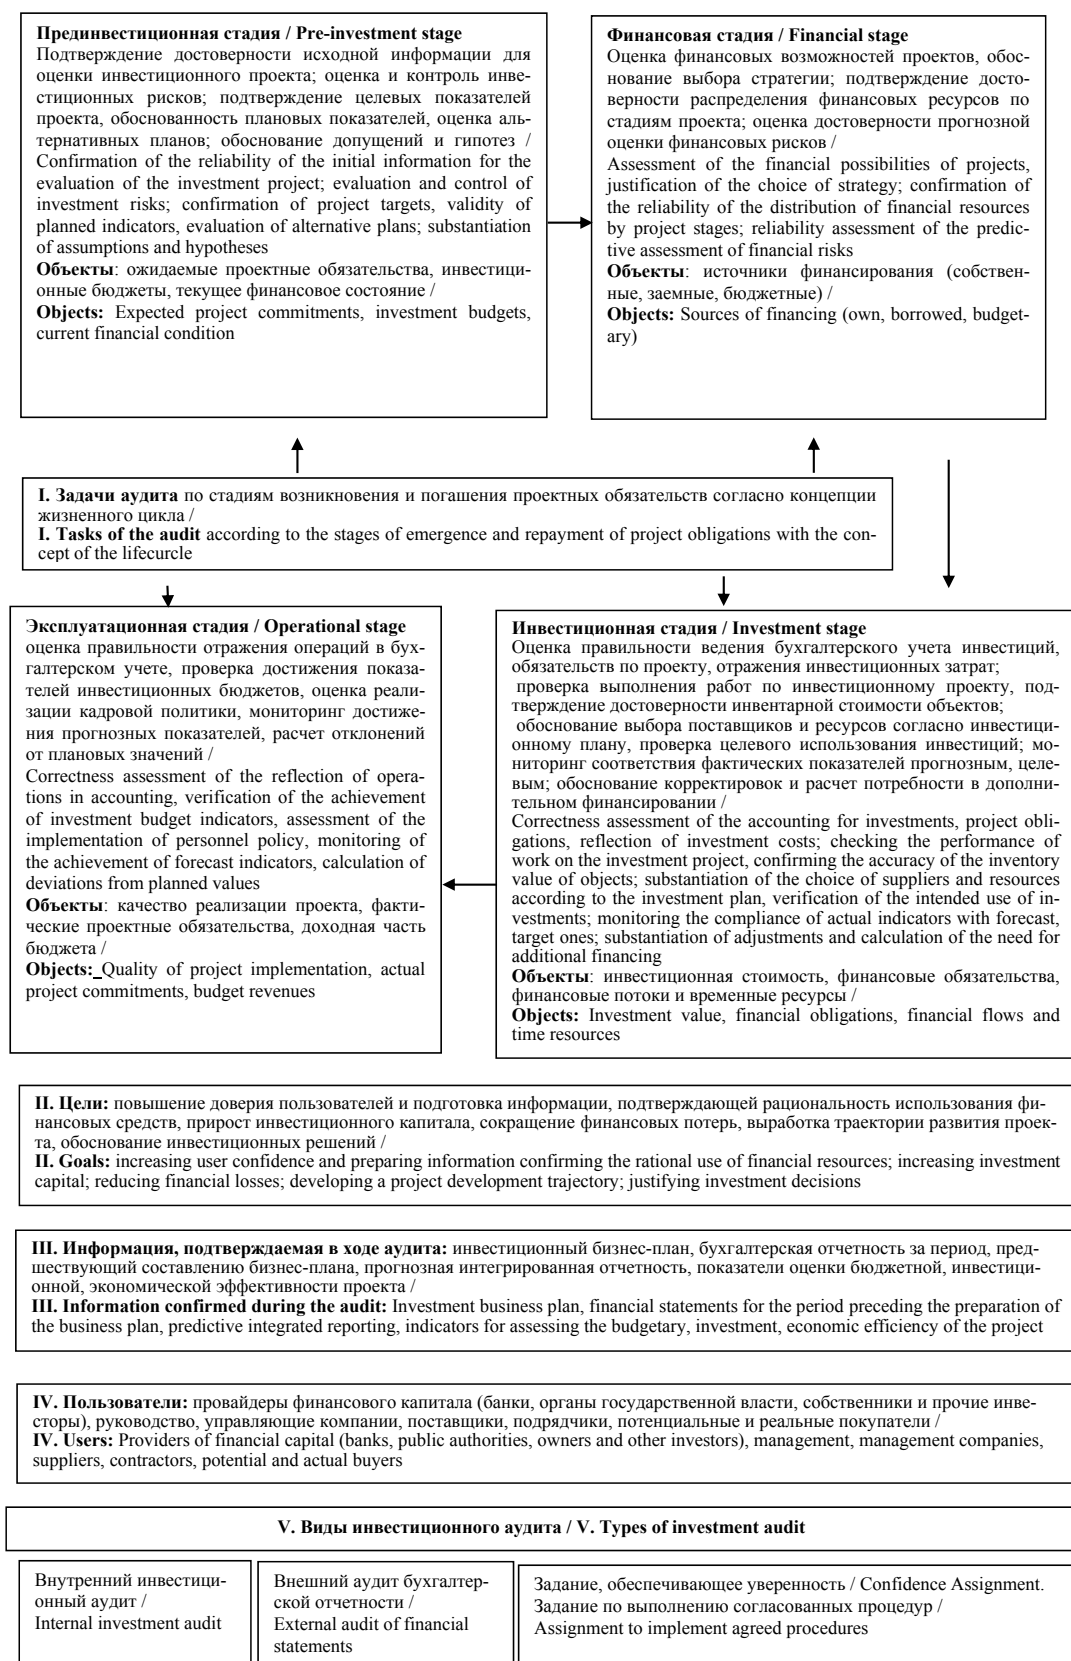 Прединвестиционная стадия / Pre-investment stage
Подтверждение достоверности исходной информации для
оценки инвестиционного проекта; оценка и контроль инве-
стиционных рисков; подтверждение целевых показателей
проекта, обоснованность плановых показателей, оценка аль-
тернативных планов; обоснование допущений и гипотез /
Confirmation of the reliability of the initial information for the
evaluation of the investment project; evaluation and control of
investment risks; confirmation of project targets, validity of
planned indicators, evaluation of alternative plans; substantiation
of assumptions and hypotheses
Объекты: ожидаемые проектные обязательства, инвестици-
онные бюджеты, текущее финансовое состояние /
Objects: Expected project commitments, investment budgets,
current financial condition
Финансовая стадия / Financial stage
Оценка финансовых возможностей проектов, обос-
нование выбора стратегии; подтверждение досто-
верности распределения финансовых ресурсов по
стадиям проекта; оценка достоверности прогнозной
оценки финансовых рисков /
Assessment of the financial possibilities of projects,
justification of the choice of strategy; confirmation of
the reliability of the distribution of financial resources
by project stages; reliability assessment of the predic-
tive assessment of financial risks
Объекты: источники финансирования (собствен-
ные, заемные, бюджетные) /
Objects: Sources of financing (own, borrowed, budget-
ary)
I. Задачи аудита по стадиям возникновения и погашения проектных обязательств согласно концепции
жизненного цикла /
I. Tasks of the audit according to the stages of emergence and repayment of project obligations with the con-
cept of the lifecurcle
Эксплуатационная стадия / Operational stage
оценка правильности отражения операций в бух-
галтерском учете, проверка достижения показа-
телей инвестиционных бюджетов, оценка реали-
зации кадровой политики, мониторинг достиже-
ния прогнозных показателей, расчет отклонений
от плановых значений /
Correctness assessment of the reflection of opera-
tions in accounting, verification of the achievement
of investment budget indicators, assessment of the
implementation of personnel policy, monitoring of
the achievement of forecast indicators, calculation of
deviations from planned values
Объекты: качество реализации проекта, факти-
ческие проектные обязательства, доходная часть
бюджета /
Objects: Quality of project implementation, actual
project commitments, budget revenues
Инвестиционная стадия / Investment stage
Оценка правильности ведения бухгалтерского учета инвестиций,
обязательств по проекту, отражения инвестиционных затрат;
проверка выполнения работ по инвестиционному проекту, под-
тверждение достоверности инвентарной стоимости объектов;
обоснование выбора поставщиков и ресурсов согласно инвестици-
онному плану, проверка целевого использования инвестиций; мо-
ниторинг соответствия фактических показателей прогнозным, целе-
вым; обоснование корректировок и расчет потребности в дополни-
тельном финансировании /
Correctness assessment of the accounting for investments, project obli-
gations, reflection of investment costs; checking the performance of
work on the investment project, confirming the accuracy of the inventory
value of objects; substantiation of the choice of suppliers and resources
according to the investment plan, verification of the intended use of in-
vestments; monitoring the compliance of actual indicators with forecast,
target ones; substantiation of adjustments and calculation of the need for
additional financing
Объекты: инвестиционная стоимость, финансовые обязательства,
финансовые потоки и временные ресурсы /
Objects: Investment value, financial obligations, financial flows and
time resources
II. Цели: повышение доверия пользователей и подготовка информации, подтверждающей рациональность использования фи-
нансовых средств, прирост инвестиционного капитала, сокращение финансовых потерь, выработка траектории развития проек-
та, обоснование инвестиционных решений /
II. Goals: increasing user confidence and preparing information confirming the rational use of financial resources; increasing investment
capital; reducing financial losses; developing a project development trajectory; justifying investment decisions
III. Информация, подтверждаемая в ходе аудита: инвестиционный бизнес-план, бухгалтерская отчетность за период, пред-
шествующий составлению бизнес-плана, прогнозная интегрированная отчетность, показатели оценки бюджетной, инвестици-
онной, экономической эффективности проекта /
III. Information confirmed during the audit: Investment business plan, financial statements for the period preceding the preparation of
the business plan, predictive integrated reporting, indicators for assessing the budgetary, investment, economic efficiency of the project
IV. Пользователи: провайдеры финансового капитала (банки, органы государственной власти, собственники и прочие инве-
сторы), руководство, управляющие компании, поставщики, подрядчики, потенциальные и реальные покупатели /
IV. Users: Providers of financial capital (banks, public authorities, owners and other investors), management, management companies,
suppliers, contractors, potential and actual buyers
V. Виды инвестиционного аудита / V. Types of investment audit
Внутренний инвестици-
онный аудит /
Internal investment audit
Внешний аудит бухгалтер-
ской отчетности /
External audit of financial
statements
Задание, обеспечивающее уверенность / Confidence Assignment.
Задание по выполнению согласованных процедур /
Assignment to implement agreed procedures